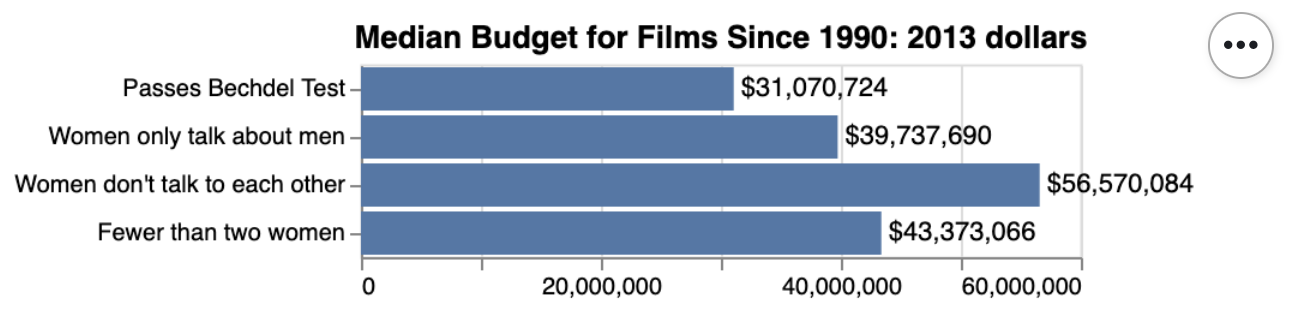 Median Budget for Films Since 1990: 2013 dollars
Passes Bechdel Test $31,070,724
Women only talk about men $39,737,690
Women don't talk to each other $56,570,084
Fewer than two women $43,373,066
0 20,000,000 40,000,000 60,000,000